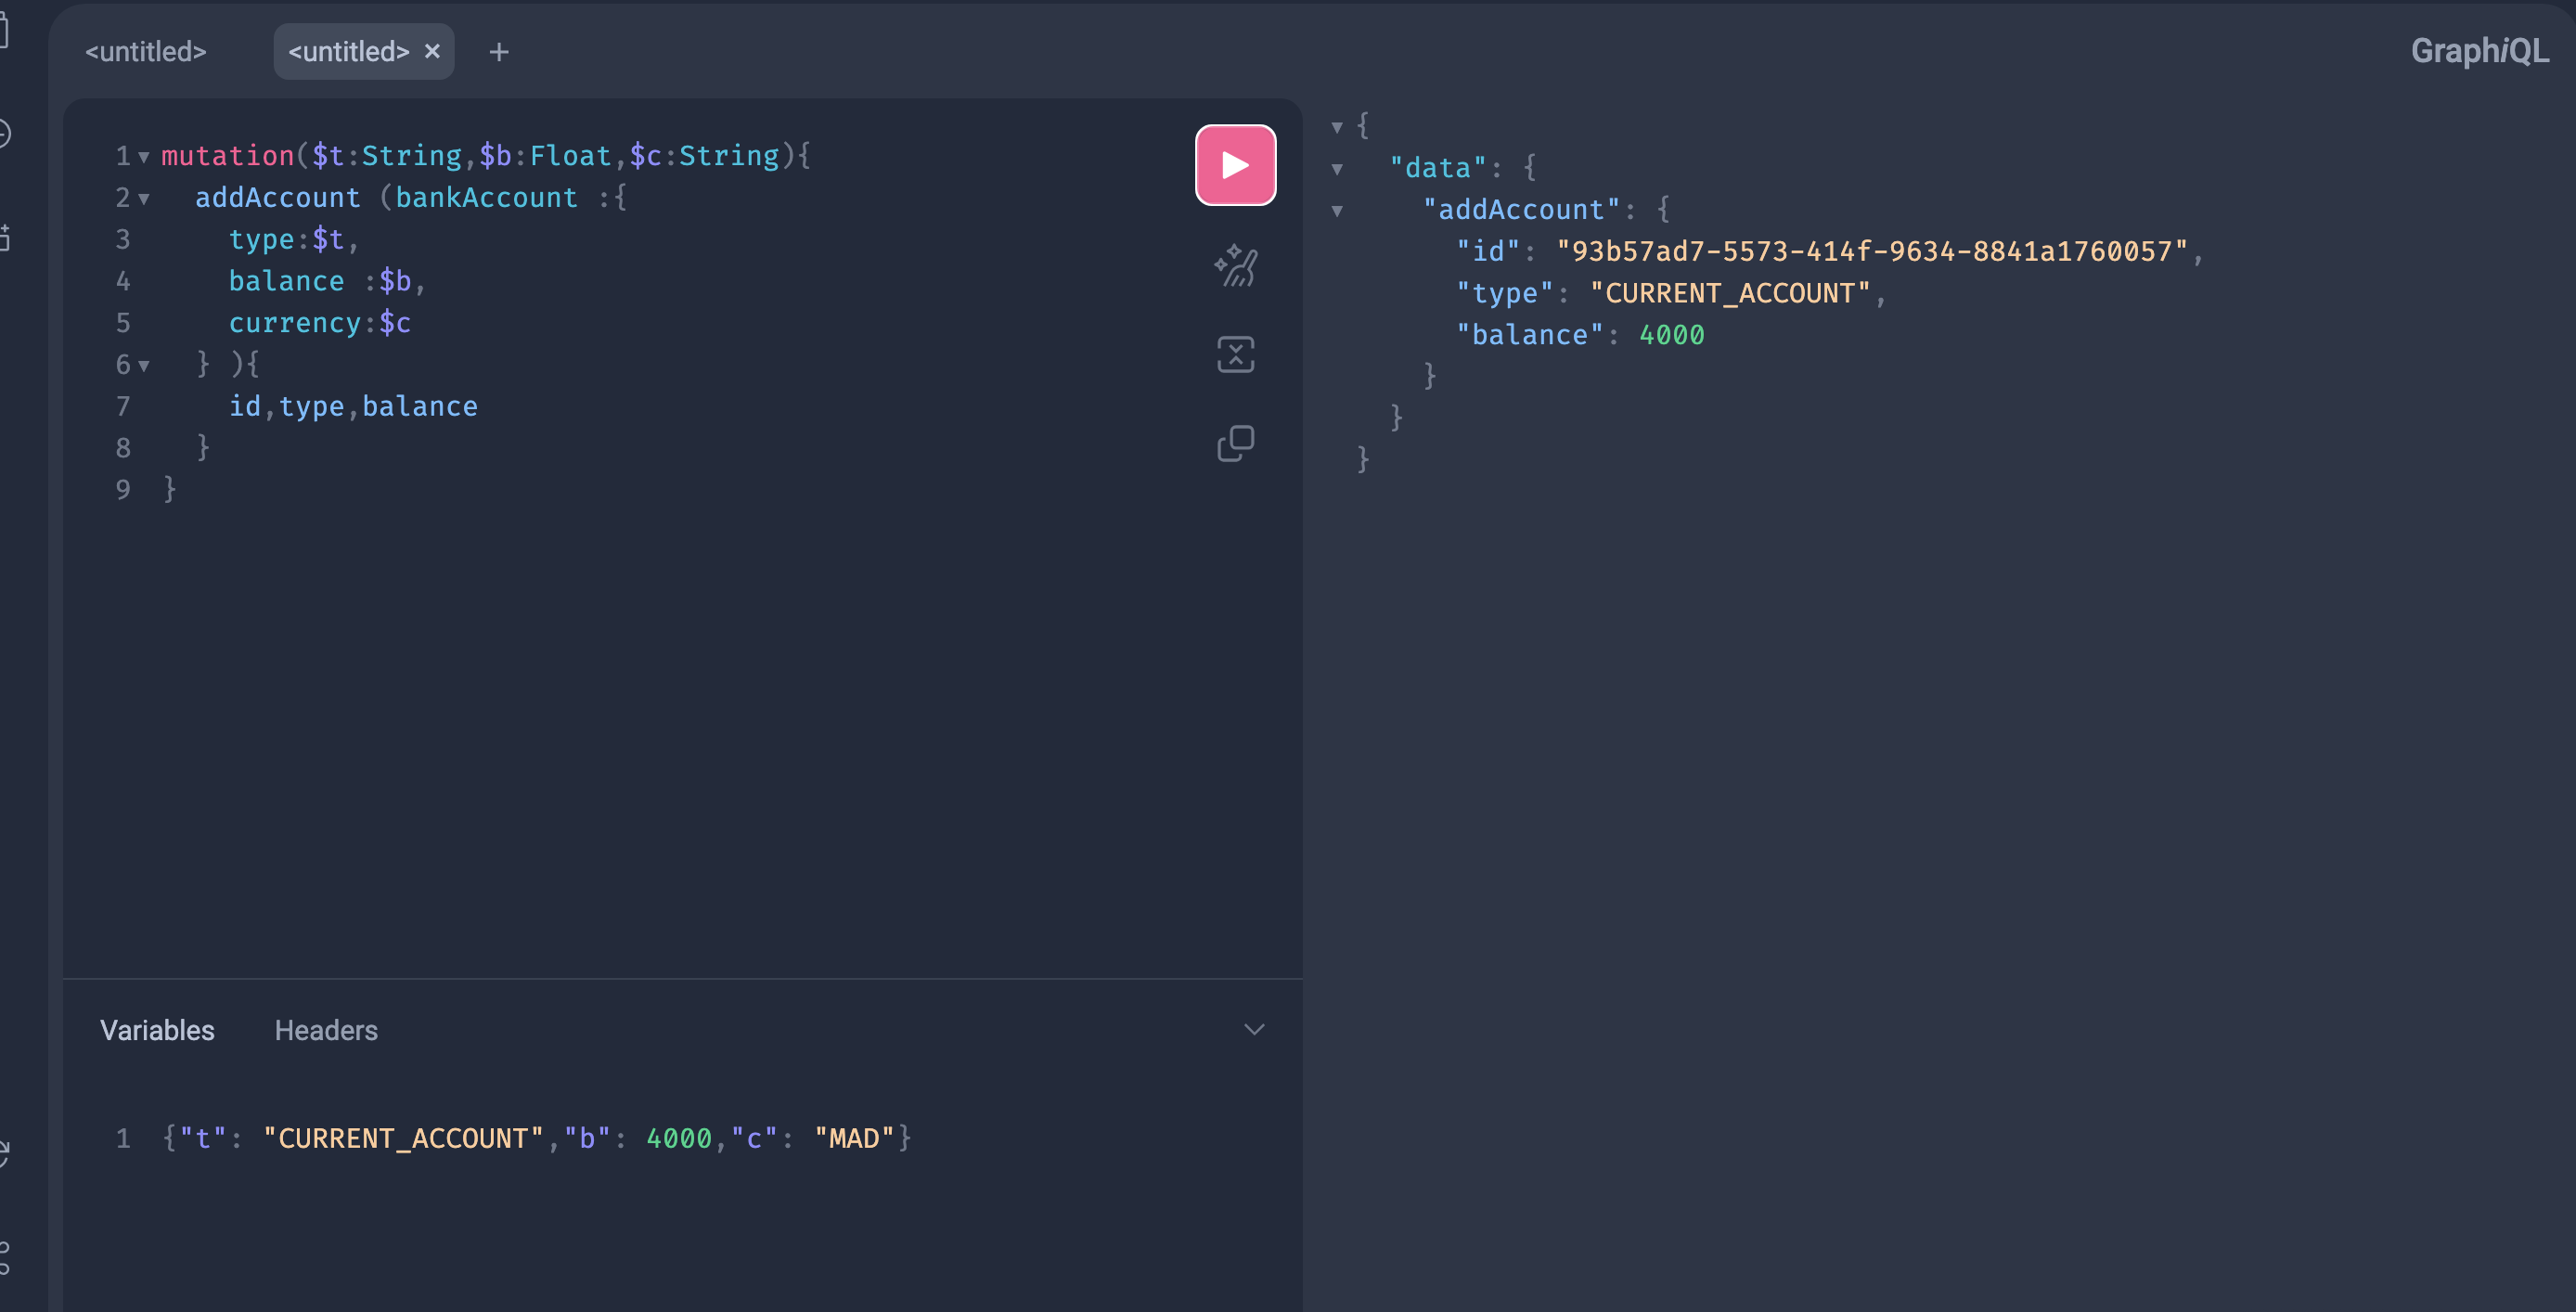 <untitled> <untitled> × + GraphiQL
1 mutation($t:String,$b:Float,$c:String){
2 addAccount (bankAccount :{
3 type:$t,
4 balance :$b,
5 currency:$c
6 } ){
7 id,type,balance
8 }
9 }
{
"data": {
"addAccount": {
"id": "93b57ad7-5573-414f-9634-8841a1760057",
"type": "CURRENT_ACCOUNT",
"balance": 4000
}
}
}
Variables Headers
1 {"t": "CURRENT_ACCOUNT","b": 4000,"c": "MAD"}